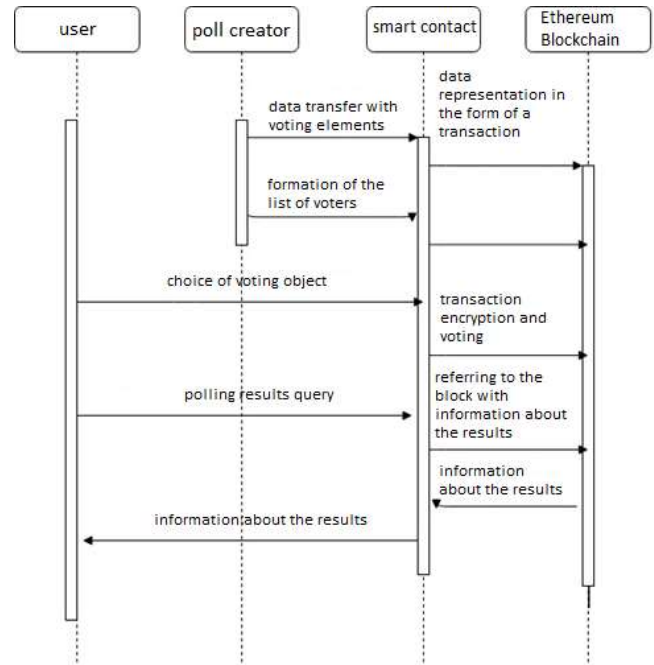 user
poll creator
smart contact
Ethereum
Blockchain
data
representation in
the form of a
transaction
data transfer with
voting elements
formation of the
list of voters
choice of voting object
transaction
encryption and
voting
polling results query
referring to the
block with
information about
the results
information
about the results
information about the results